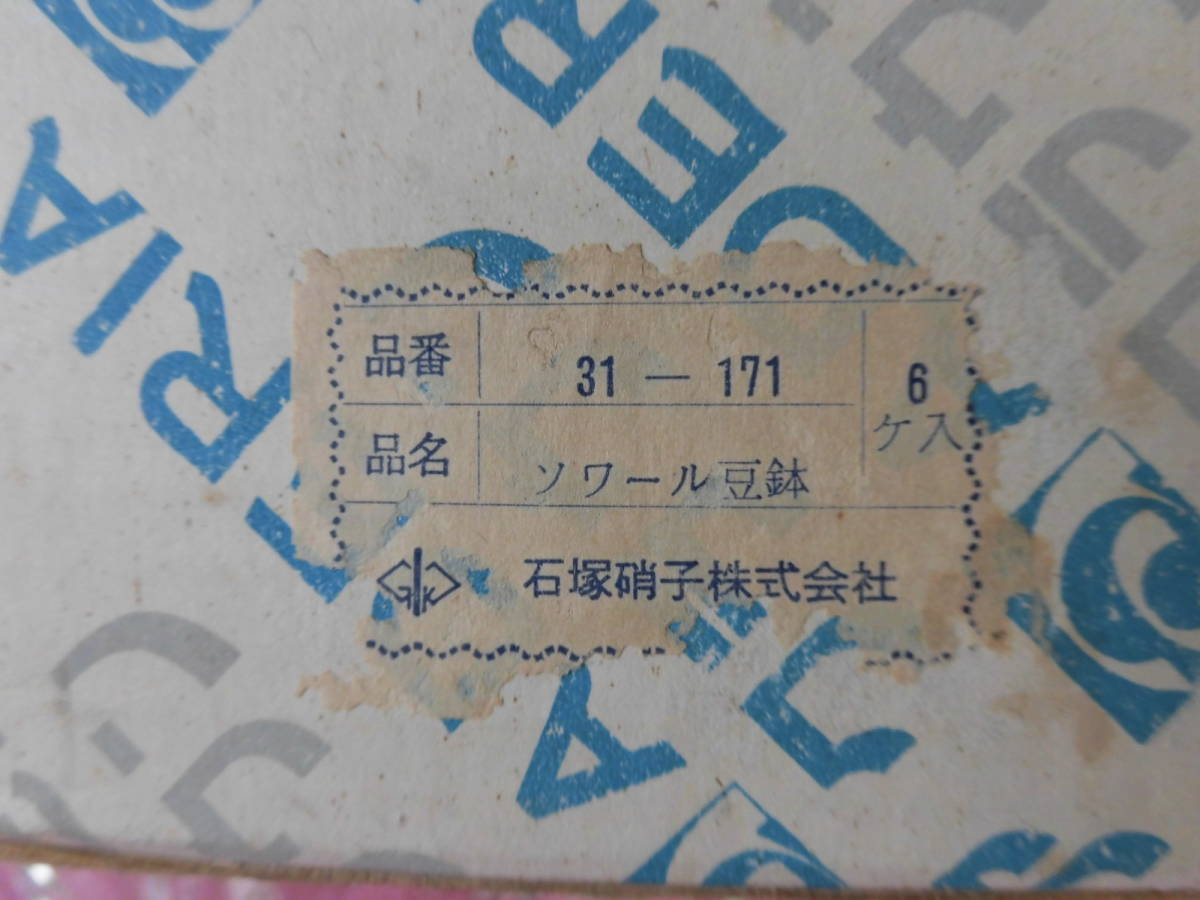 品番 31 — 171 6
ケ入
品名 ソワール豆鉢
石塚硝子株式会社